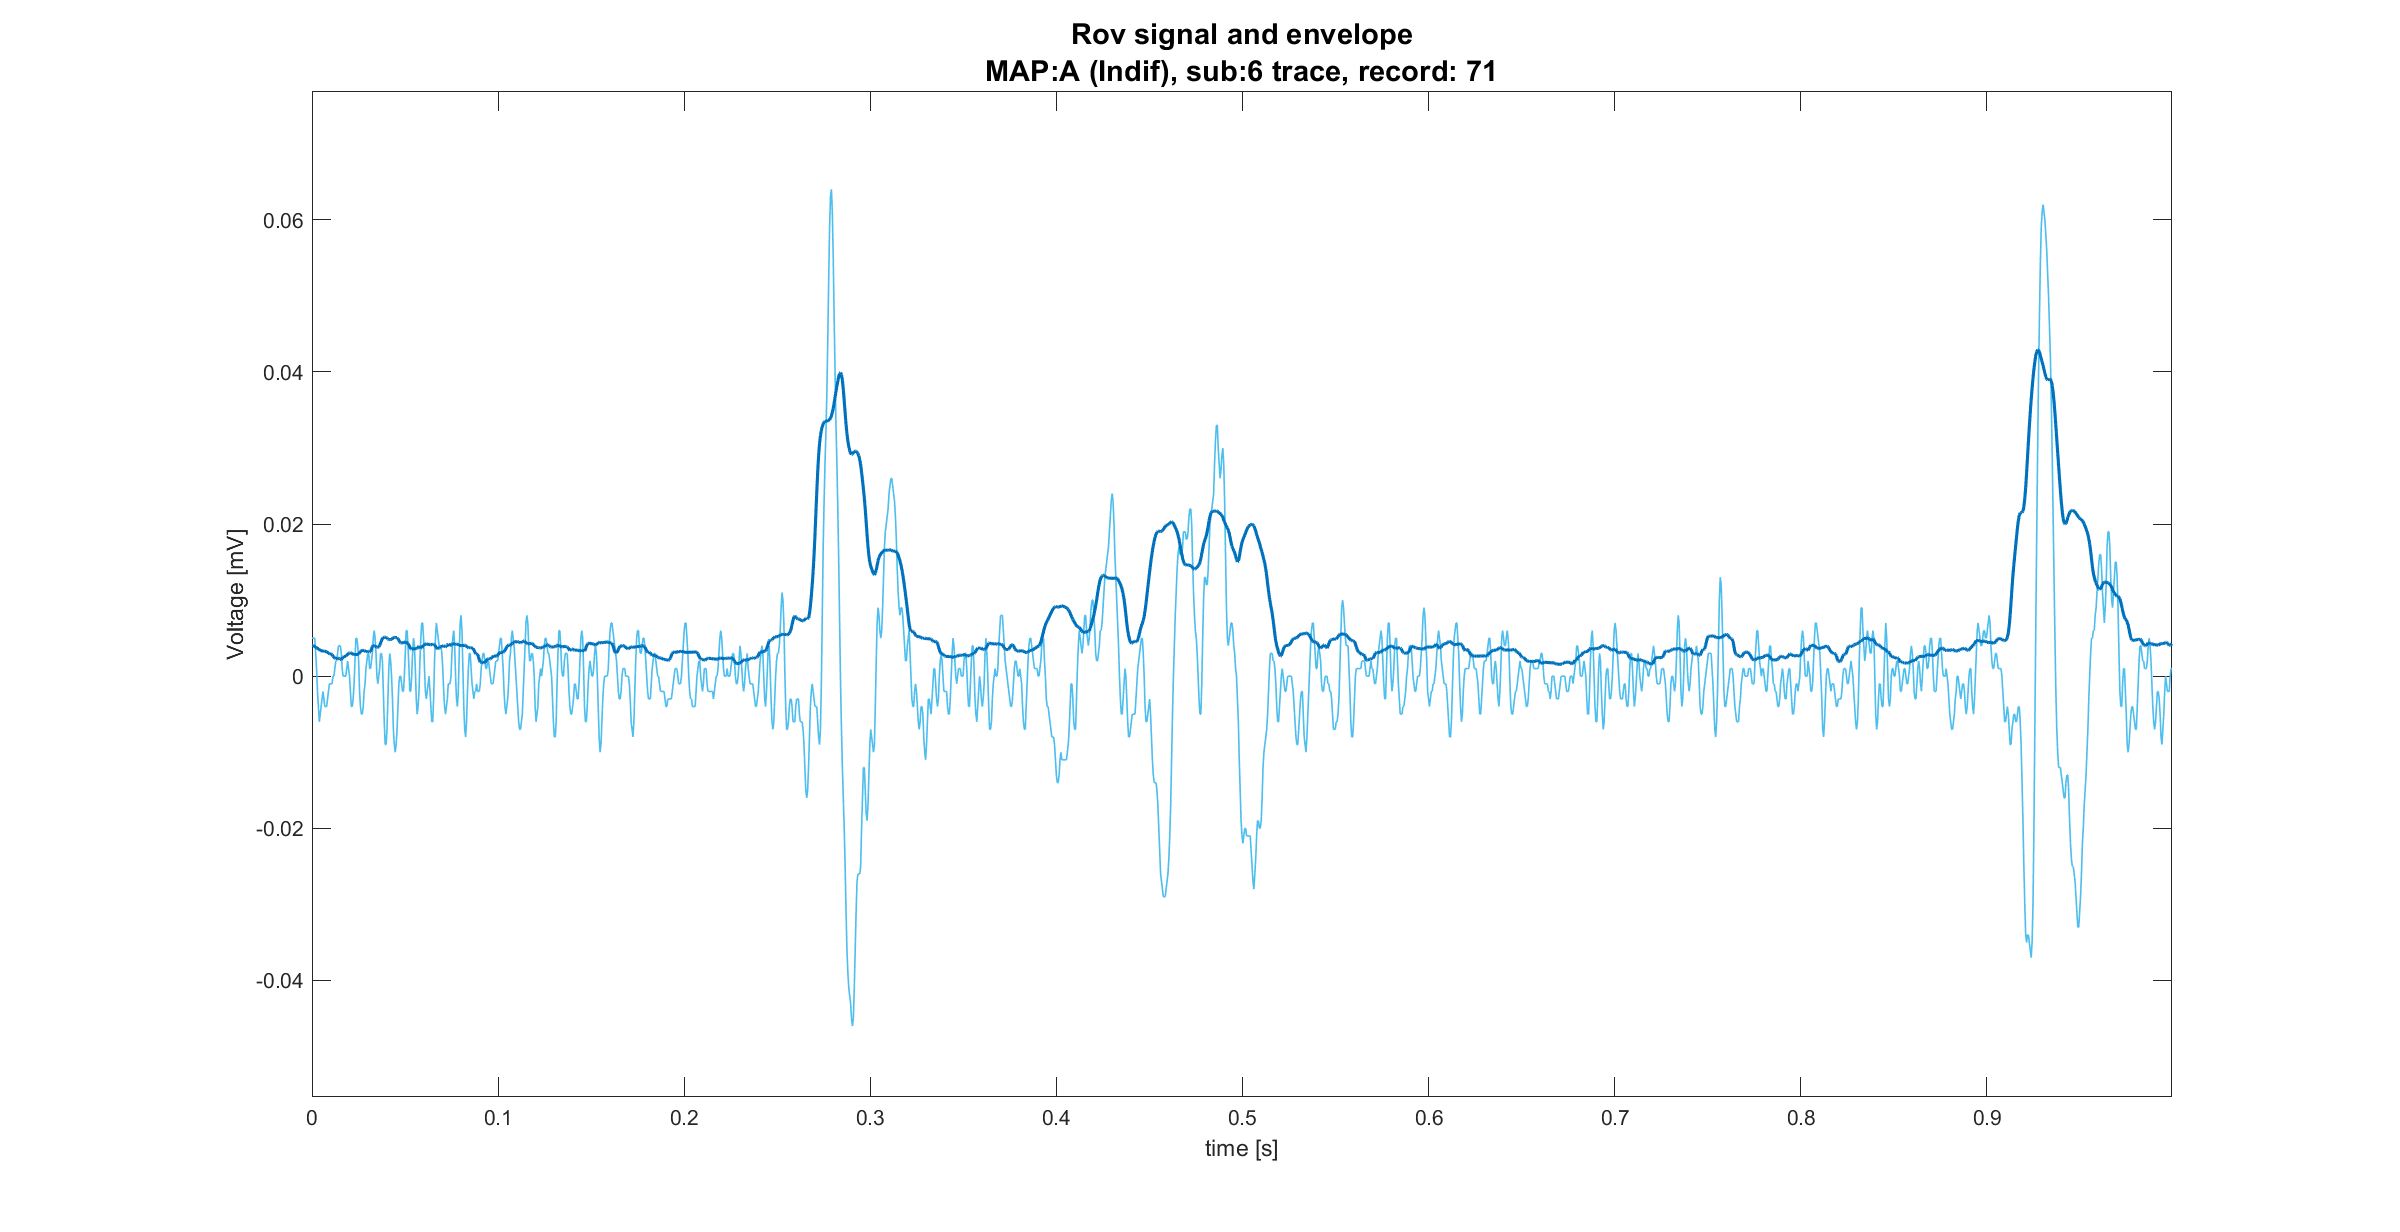 Rov signal and envelope
MAP:A (Indif), sub:6 trace, record: 71
Voltage [mV]
0.06
0.04
0.02
0
-0.02
-0.04
0 0.1 0.2 0.3 0.4 0.5 0.6 0.7 0.8 0.9
time [s]